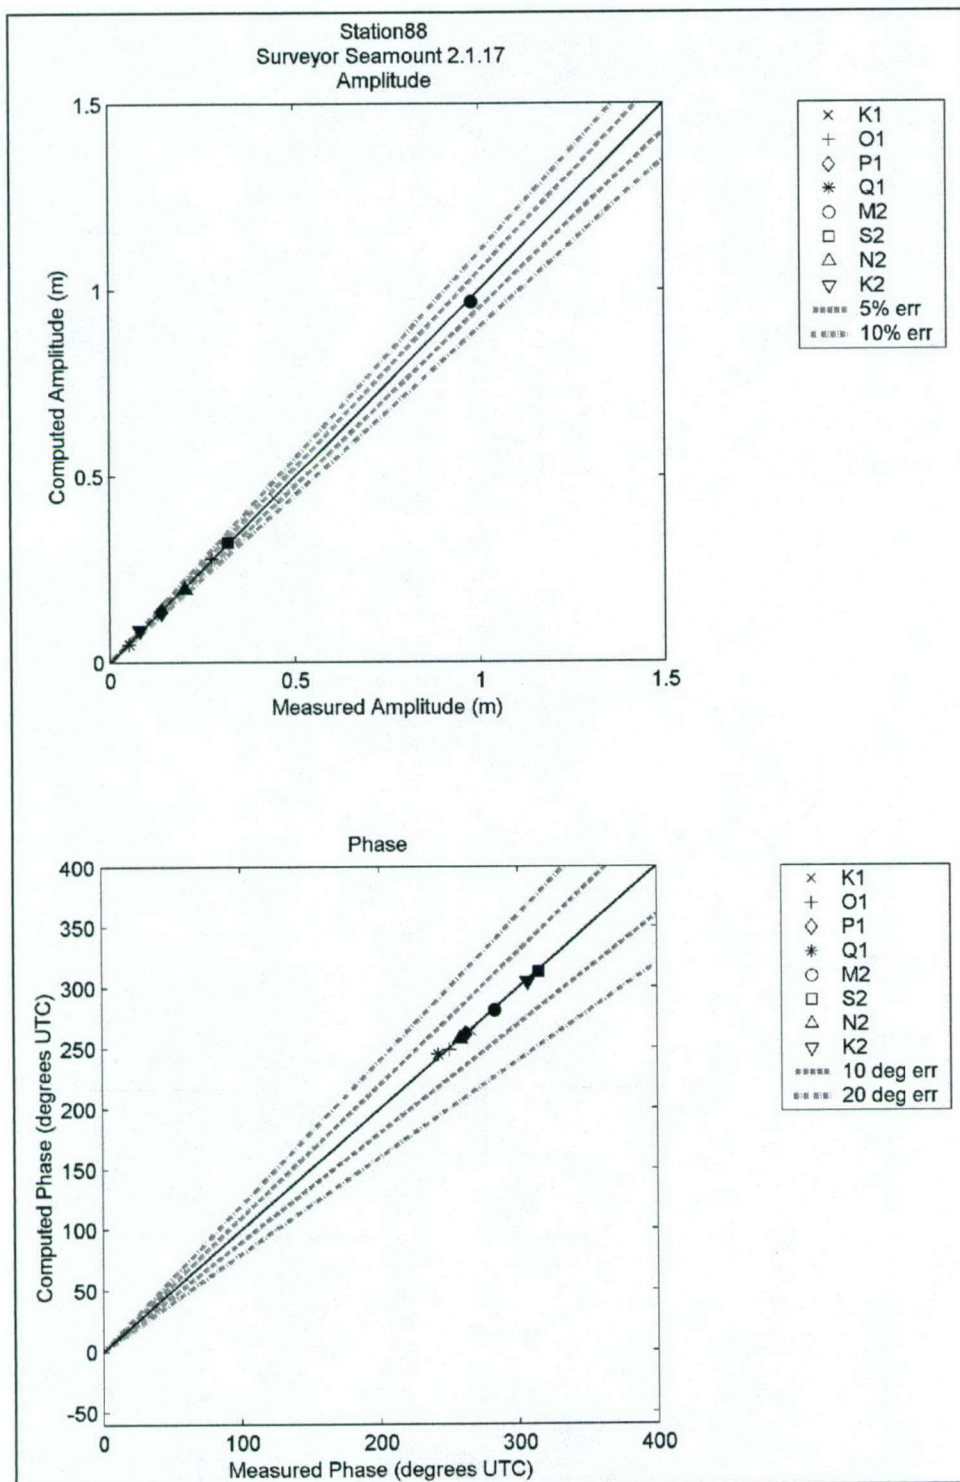 Station88
Surveyor Seamount 2.1.17
Amplitude
1.5
1
0.5
0
Computed Amplitude (m)
0
0.5
1
1.5
Measured Amplitude (m)
K1
O1
P1
Q1
M2
S2
N2
K2
5% err
10% err
Phase
400
350
300
250
200
150
100
50
0
-50
Computed Phase (degrees UTC)
0
100
200
300
400
Measured Phase (degrees UTC)
K1
O1
P1
Q1
M2
S2
N2
K2
10 deg err
20 deg err